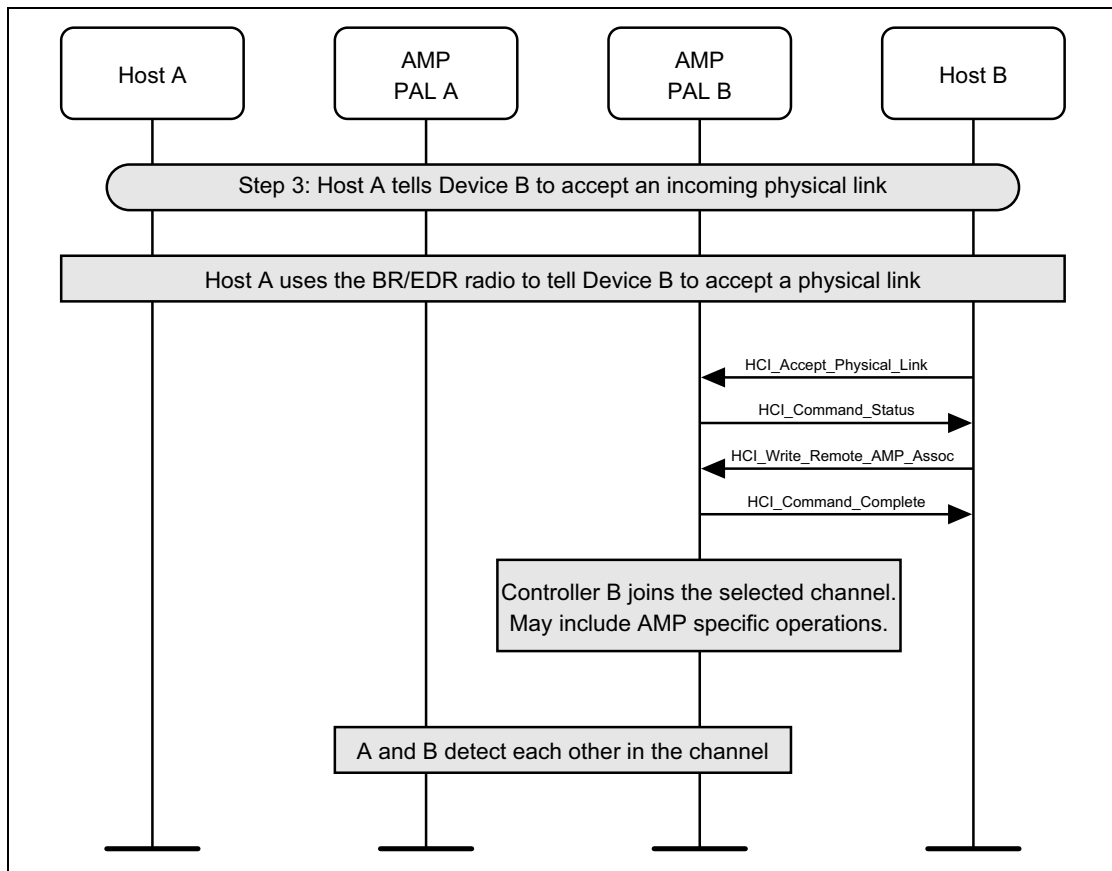 Host A
AMP
PAL A
AMP
PAL B
Host B
Step 3: Host A tells Device B to accept an incoming physical link
Host A uses the BR/EDR radio to tell Device B to accept a physical link
HCI_Accept_Physical_Link
HCI_Command_Status
HCI_Write_Remote_AMP_Assoc
HCI_Command_Complete
Controller B joins the selected channel.
May include AMP specific operations.
A and B detect each other in the channel